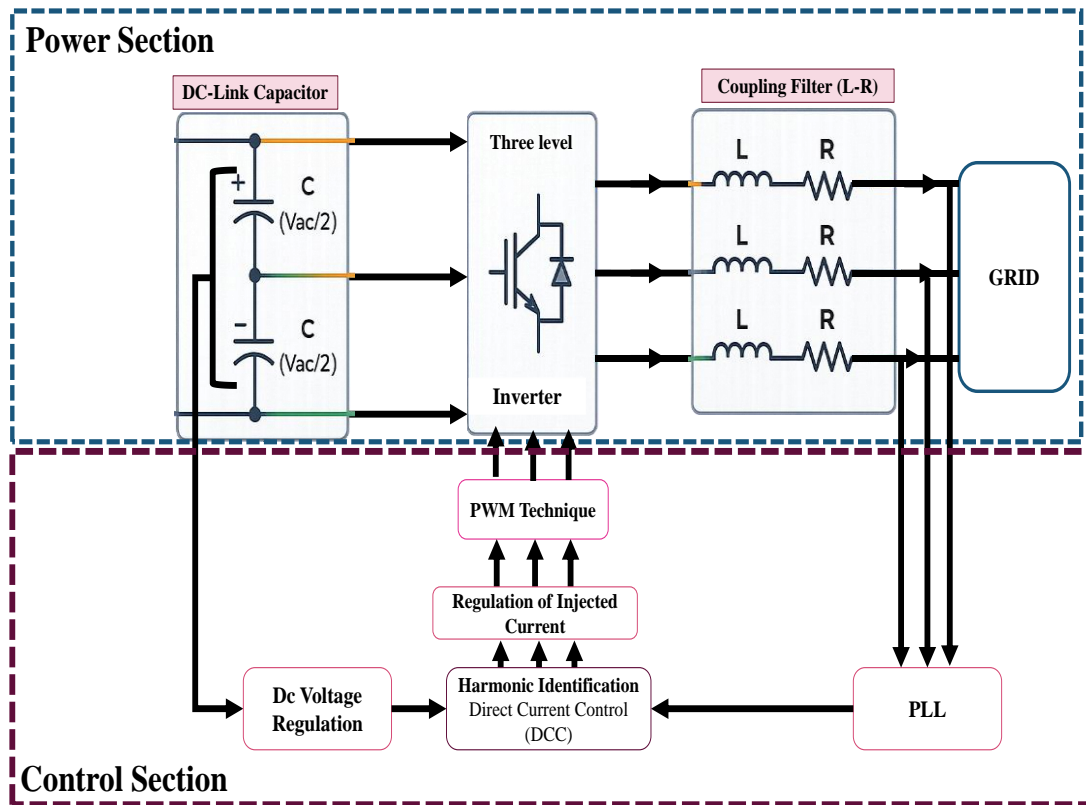 Power Section
DC-Link Capacitor
Coupling Filter (L-R)
Three level
+
C
(Vac/2)
-
C
(Vac/2)
Inverter
L
R
L
R
L
R
GRID
PWM Technique
Regulation of Injected
Current
Harmonic Identification
Direct Current Control
(DCC)
Dc Voltage
Regulation
PLL
Control Section